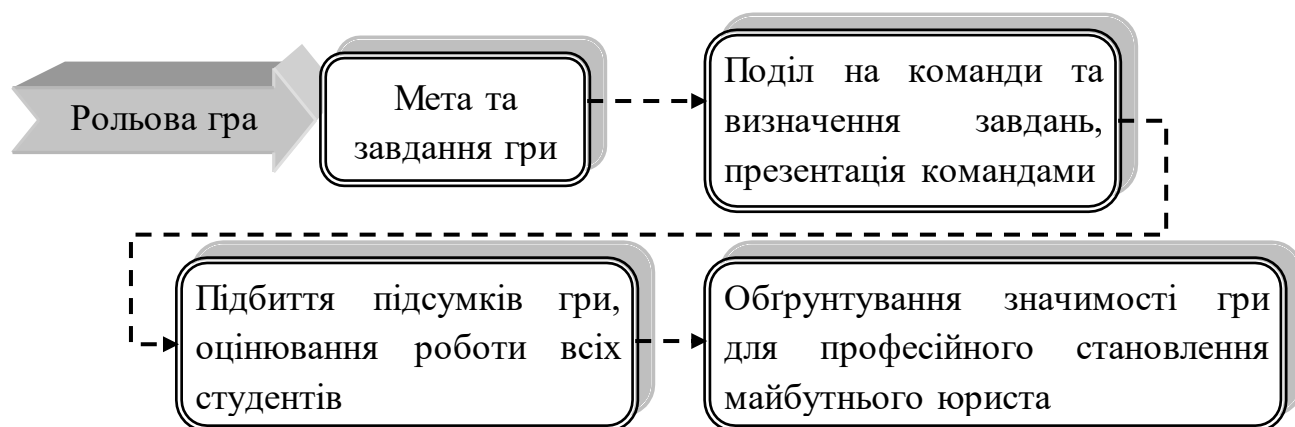 Рольова гра
Мета та
завдання гри
Поділ на команди та
визначення завдань,
презентація командами
Підбиття підсумків гри,
оцінювання роботи всіх
студентів
Обґрунтування значимості гри
для професійного становлення
майбутнього юриста